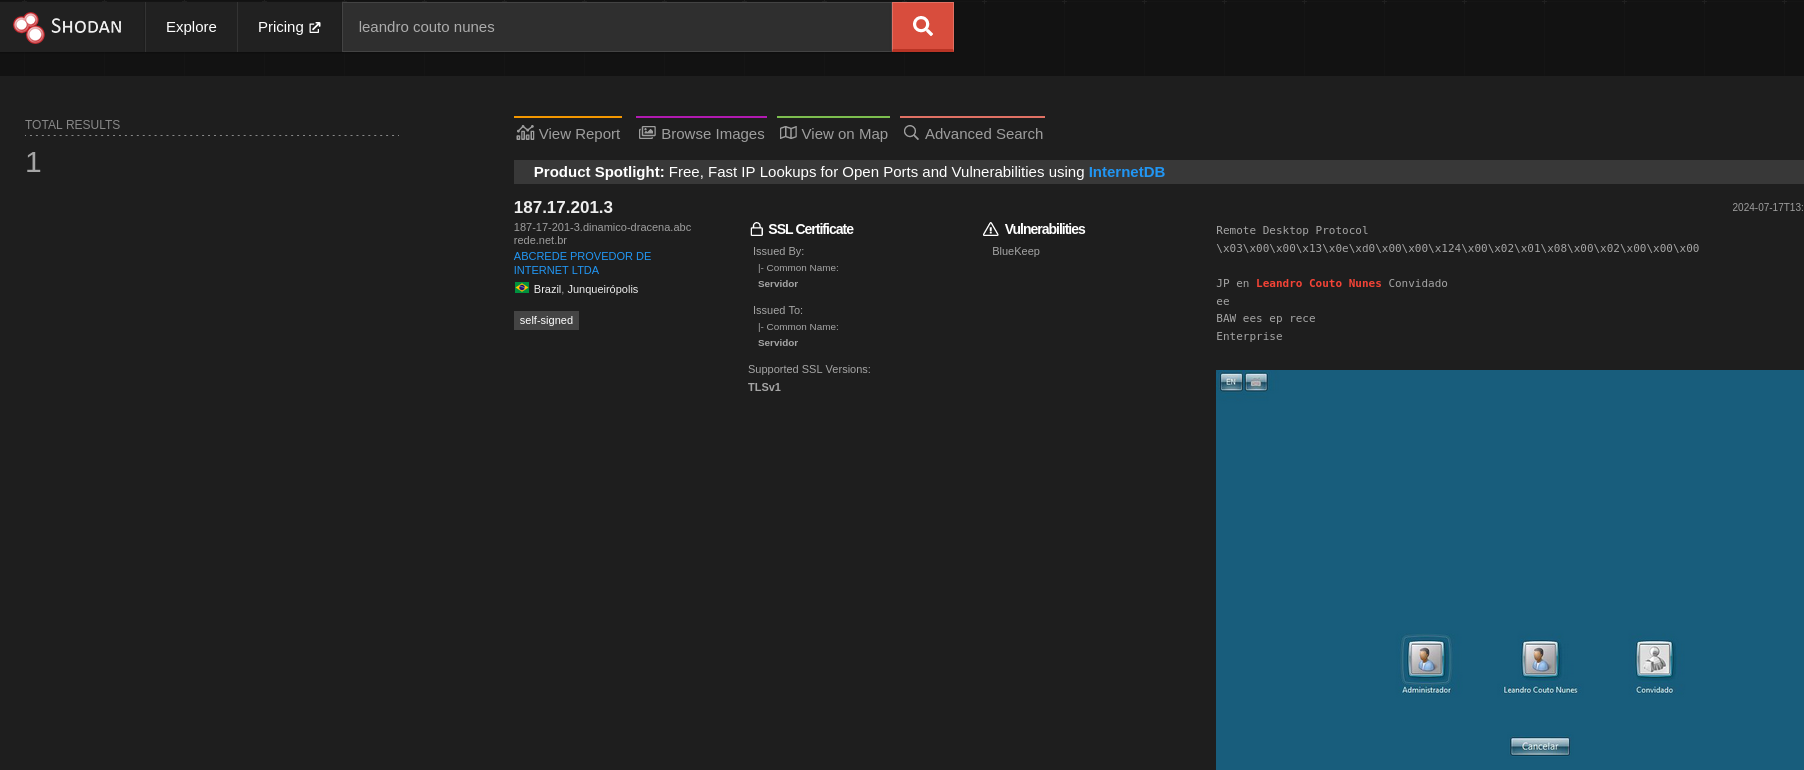 SHODAN
Explore
Pricing
leandro couto nunes
TOTAL RESULTS
1
View Report
Browse Images
View on Map
Advanced Search
Product Spotlight: Free, Fast IP Lookups for Open Ports and Vulnerabilities using InternetDB
187.17.201.3
187-17-201-3.dinamico-dracena.abc
rede.net.br
ABCREDE PROVEDOR DE
INTERNET LTDA
Brazil, Junqueirópolis
self-signed
SSL Certificate
Issued By:
|- Common Name:
Servidor
Issued To:
|- Common Name:
Servidor
Supported SSL Versions:
TLSv1
Vulnerabilities
BlueKeep
2024-07-17T13:
Remote Desktop Protocol
\x03\x00\x00\x13\x0e\xd0\x00\x00\x124\x00\x02\x01\x08\x00\x02\x00\x00\x00
JP en Leandro Couto Nunes Convidado
ee
BAW ees ep rece
Enterprise
EN
Administrador
Leandro Couto Nunes
Convidado
Cancelar